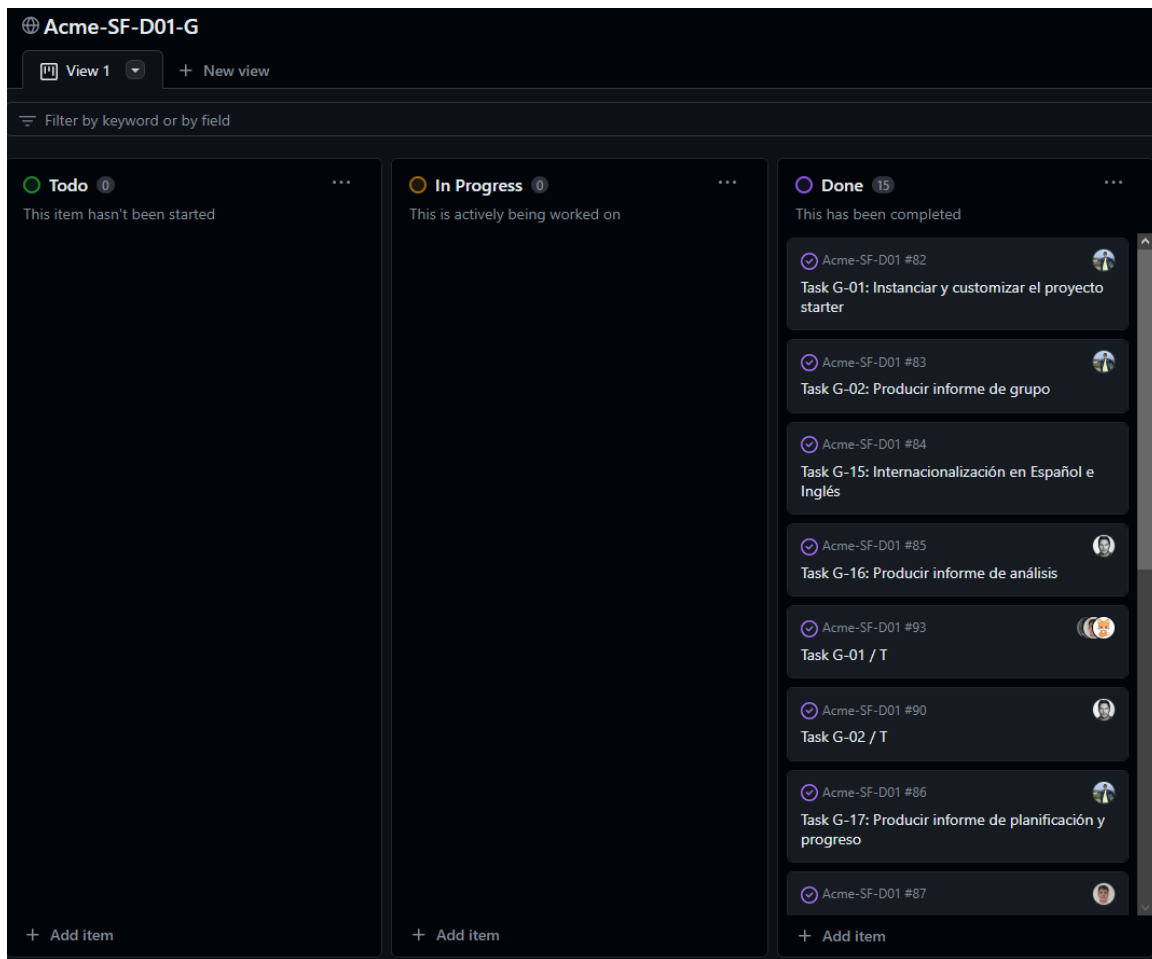 Acme-SF-D01-G
View 1
New view
Filter by keyword or by field
Todo 0
This item hasn't been started
In Progress 0
This is actively being worked on
Done 15
This has been completed
Acme-SF-D01 #82
Task G-01: Instanciar y customizar el proyecto
starter
Acme-SF-D01 #83
Task G-02: Producir informe de grupo
Acme-SF-D01 #84
Task G-15: Internacionalización en Español e
Inglés
Acme-SF-D01 #85
Task G-16: Producir informe de análisis
Acme-SF-D01 #93
Task G-01 / T
Acme-SF-D01 #90
Task G-02 / T
Acme-SF-D01 #86
Task G-17: Producir informe de planificación y
progreso
Acme-SF-D01 #87
+ Add item
+ Add item
+ Add item